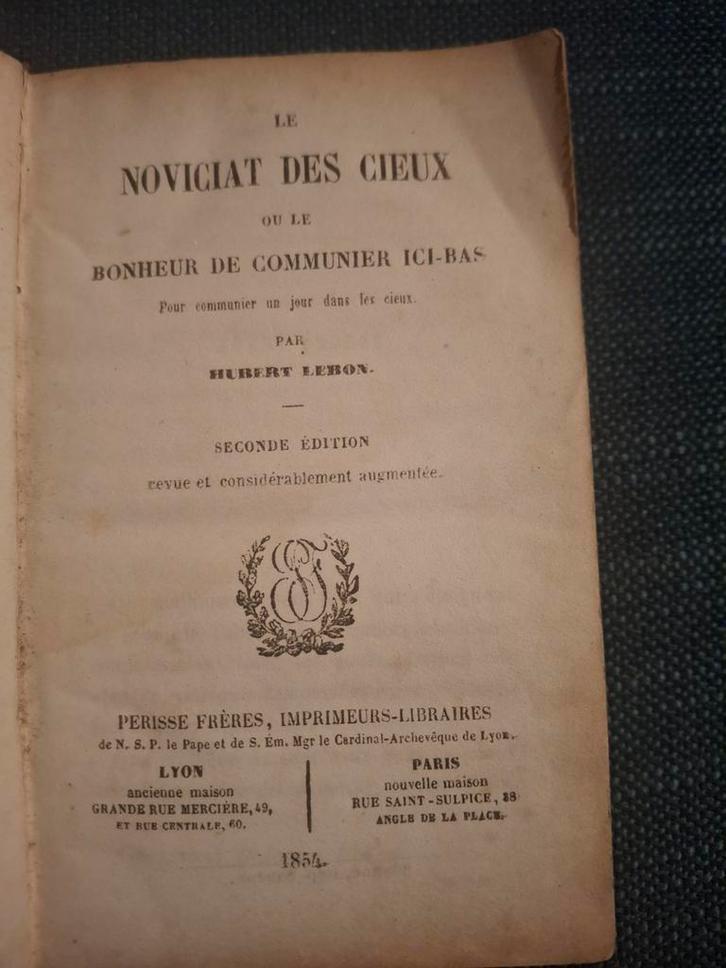 LE
NOVICIAT DES CIEUX
OU LE
BONHEUR DE COMMUNIER ICI-BAS
Pour communier un jour dans les cieux.
PAR
HUBERT LEBON.
SECONDE ÉDITION
revue et considérablement augmentée.
PERISSE FRÈRES, IMPRIMEURS-LIBRAIRES
de N. S. P. le Pape et de S. Ém. Mgr le Cardinal-Archevêque de Lyon.
LYON
ancienne maison
GRANDE RUE MERCIÈRE, 49,
ET RUE CENTRALE, 60.
PARIS
nouvelle maison
RUE SAINT-SULPICE, 38
ANGLE DE LA PLACE.
1854.